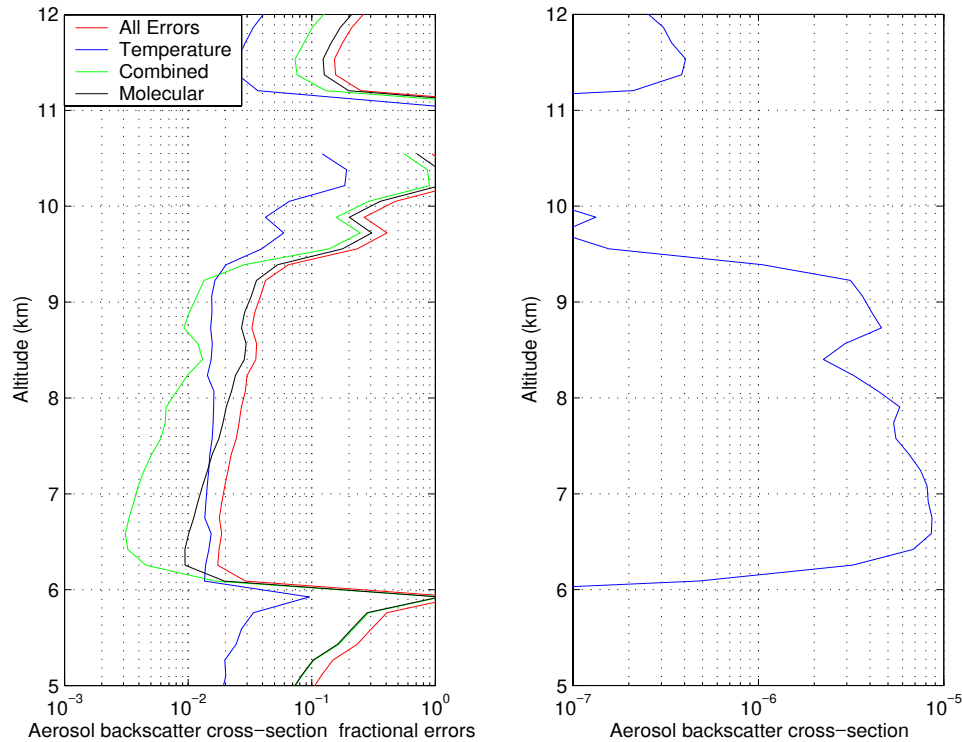 12
11
10
9
8
7
6
5
Altitude (km)
All Errors
Temperature
Combined
Molecular
10^−3
10^−2
10^−1
10^0
Aerosol backscatter cross−section fractional errors
12
11
10
9
8
7
6
5
Altitude (km)
10^−7
10^−6
10^−5
Aerosol backscatter cross−section